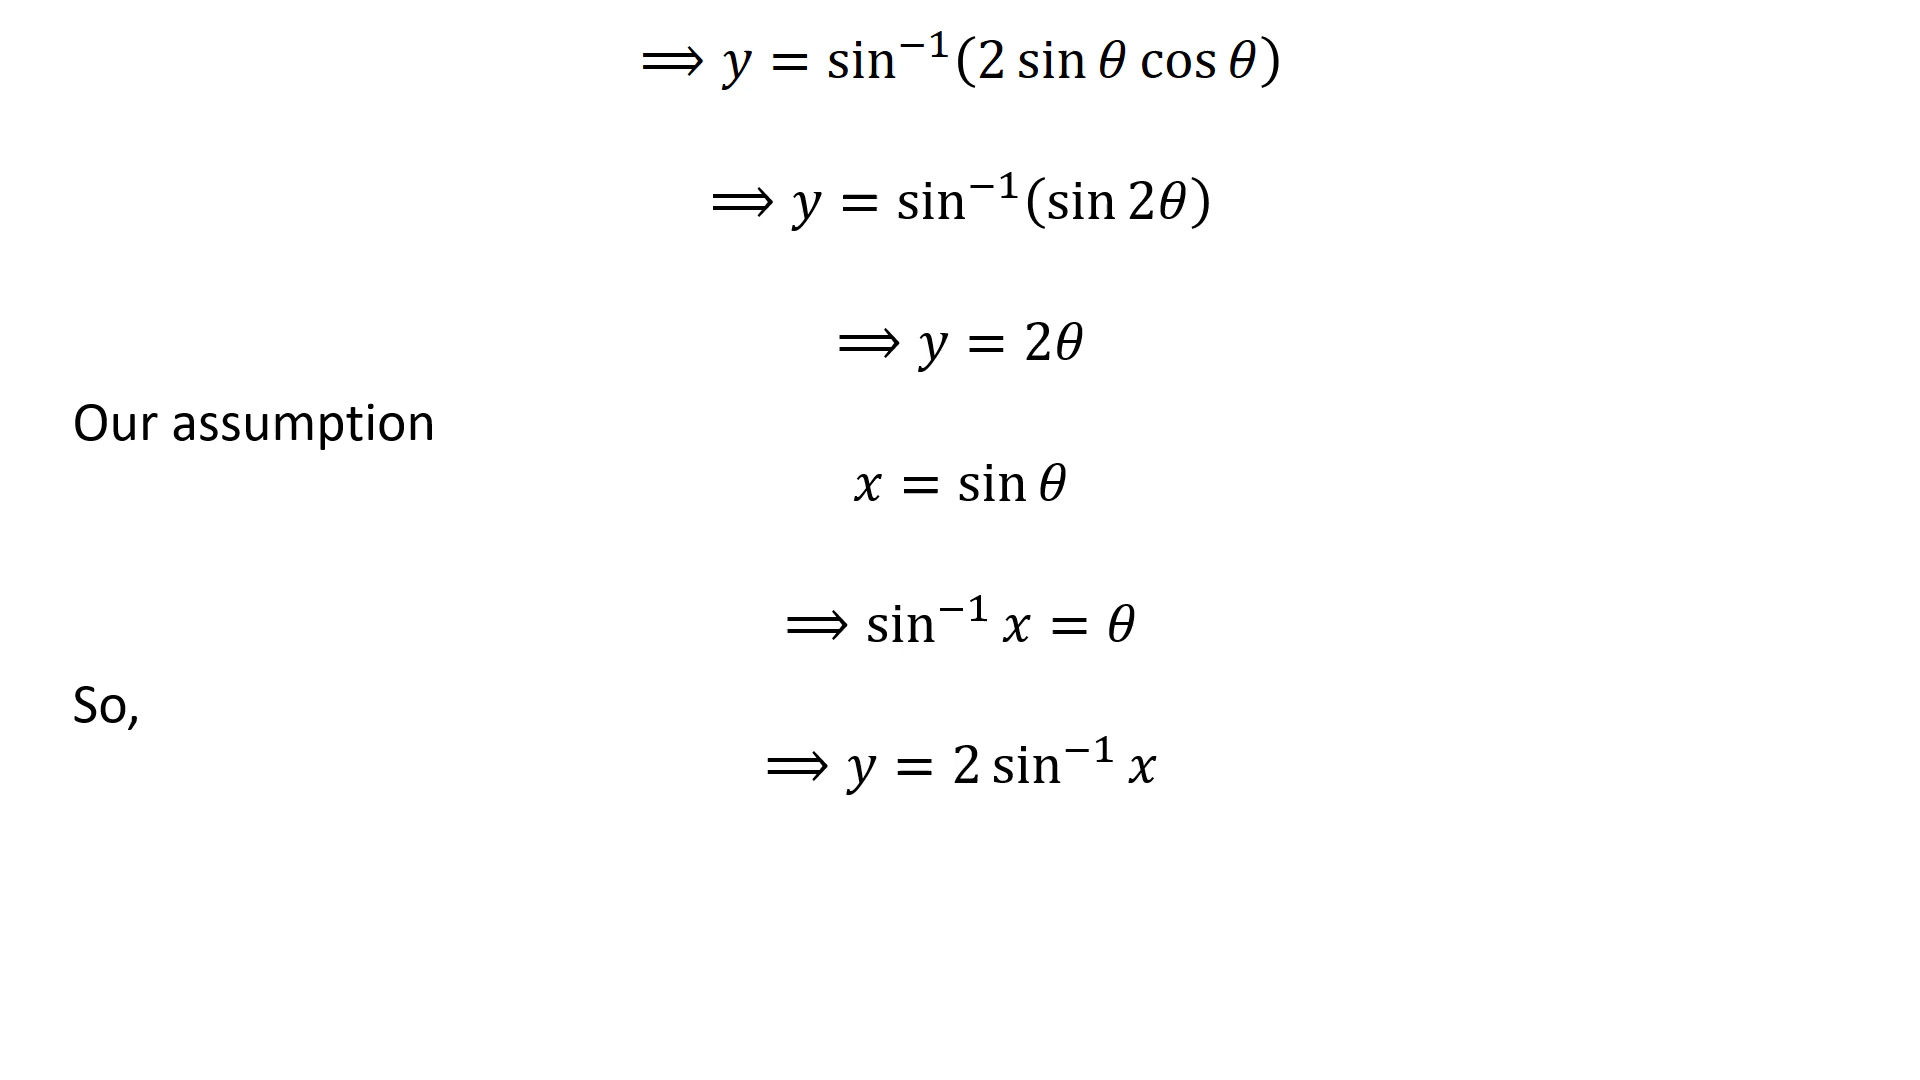 ⟹ 𝑦 = sin⁻¹(2 sin 𝜃 cos 𝜃)
⟹ 𝑦 = sin⁻¹(sin 2𝜃)
⟹ 𝑦 = 2𝜃
Our assumption
𝑥 = sin 𝜃
⟹ sin⁻¹ 𝑥 = 𝜃
So,
⟹ 𝑦 = 2 sin⁻¹ 𝑥